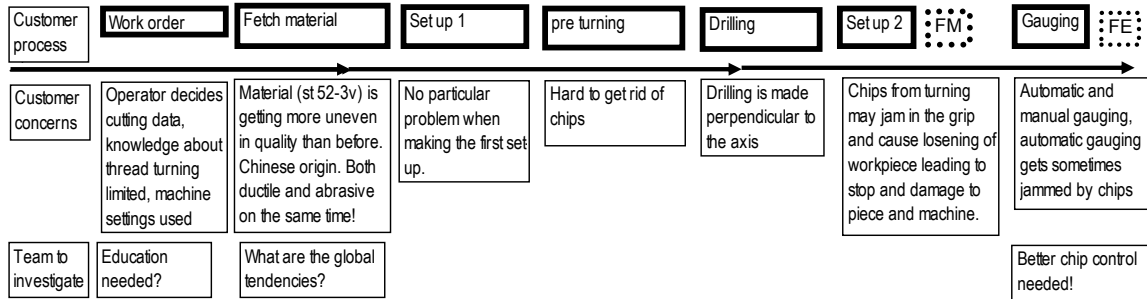 Customer process
Work order
Fetch material
Set up 1
pre turning
Drilling
Set up 2
FM
Gauging
FE
Customer concerns
Operator decides
cutting data,
knowledge about
thread turning
limited, machine
settings used
Material (st 52-3v) is
getting more uneven
in quality than before.
Chinese origin. Both
ductile and abrasive
on the same time!
No particular
problem when
making the first set
up.
Hard to get rid of
chips
Drilling is made
perpendicular to
the axis
Chips from turning
may jam in the grip
and cause losening of
workpiece leading to
stop and damage to
piece and machine.
Automatic and
manual gauging,
automatic gauging
gets sometimes
jammed by chips
Team to
investigate
Education
needed?
What are the global
tendencies?
Better chip control
needed!